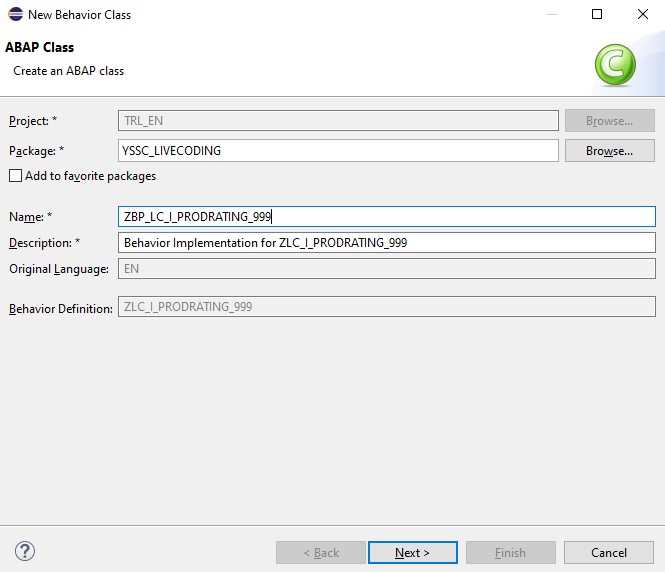 New Behavior Class
ABAP Class
Create an ABAP class
C
Project: * TRL_EN Browse...
Package: * YSSC_LIVECODING Browse...
Add to favorite packages
Name: * ZBP_LC_I_PRODRATING_999
Description: * Behavior Implementation for ZLC_I_PRODRATING_999
Original Language: EN
Behavior Definition: ZLC_I_PRODRATING_999
? < Back Next > Finish Cancel